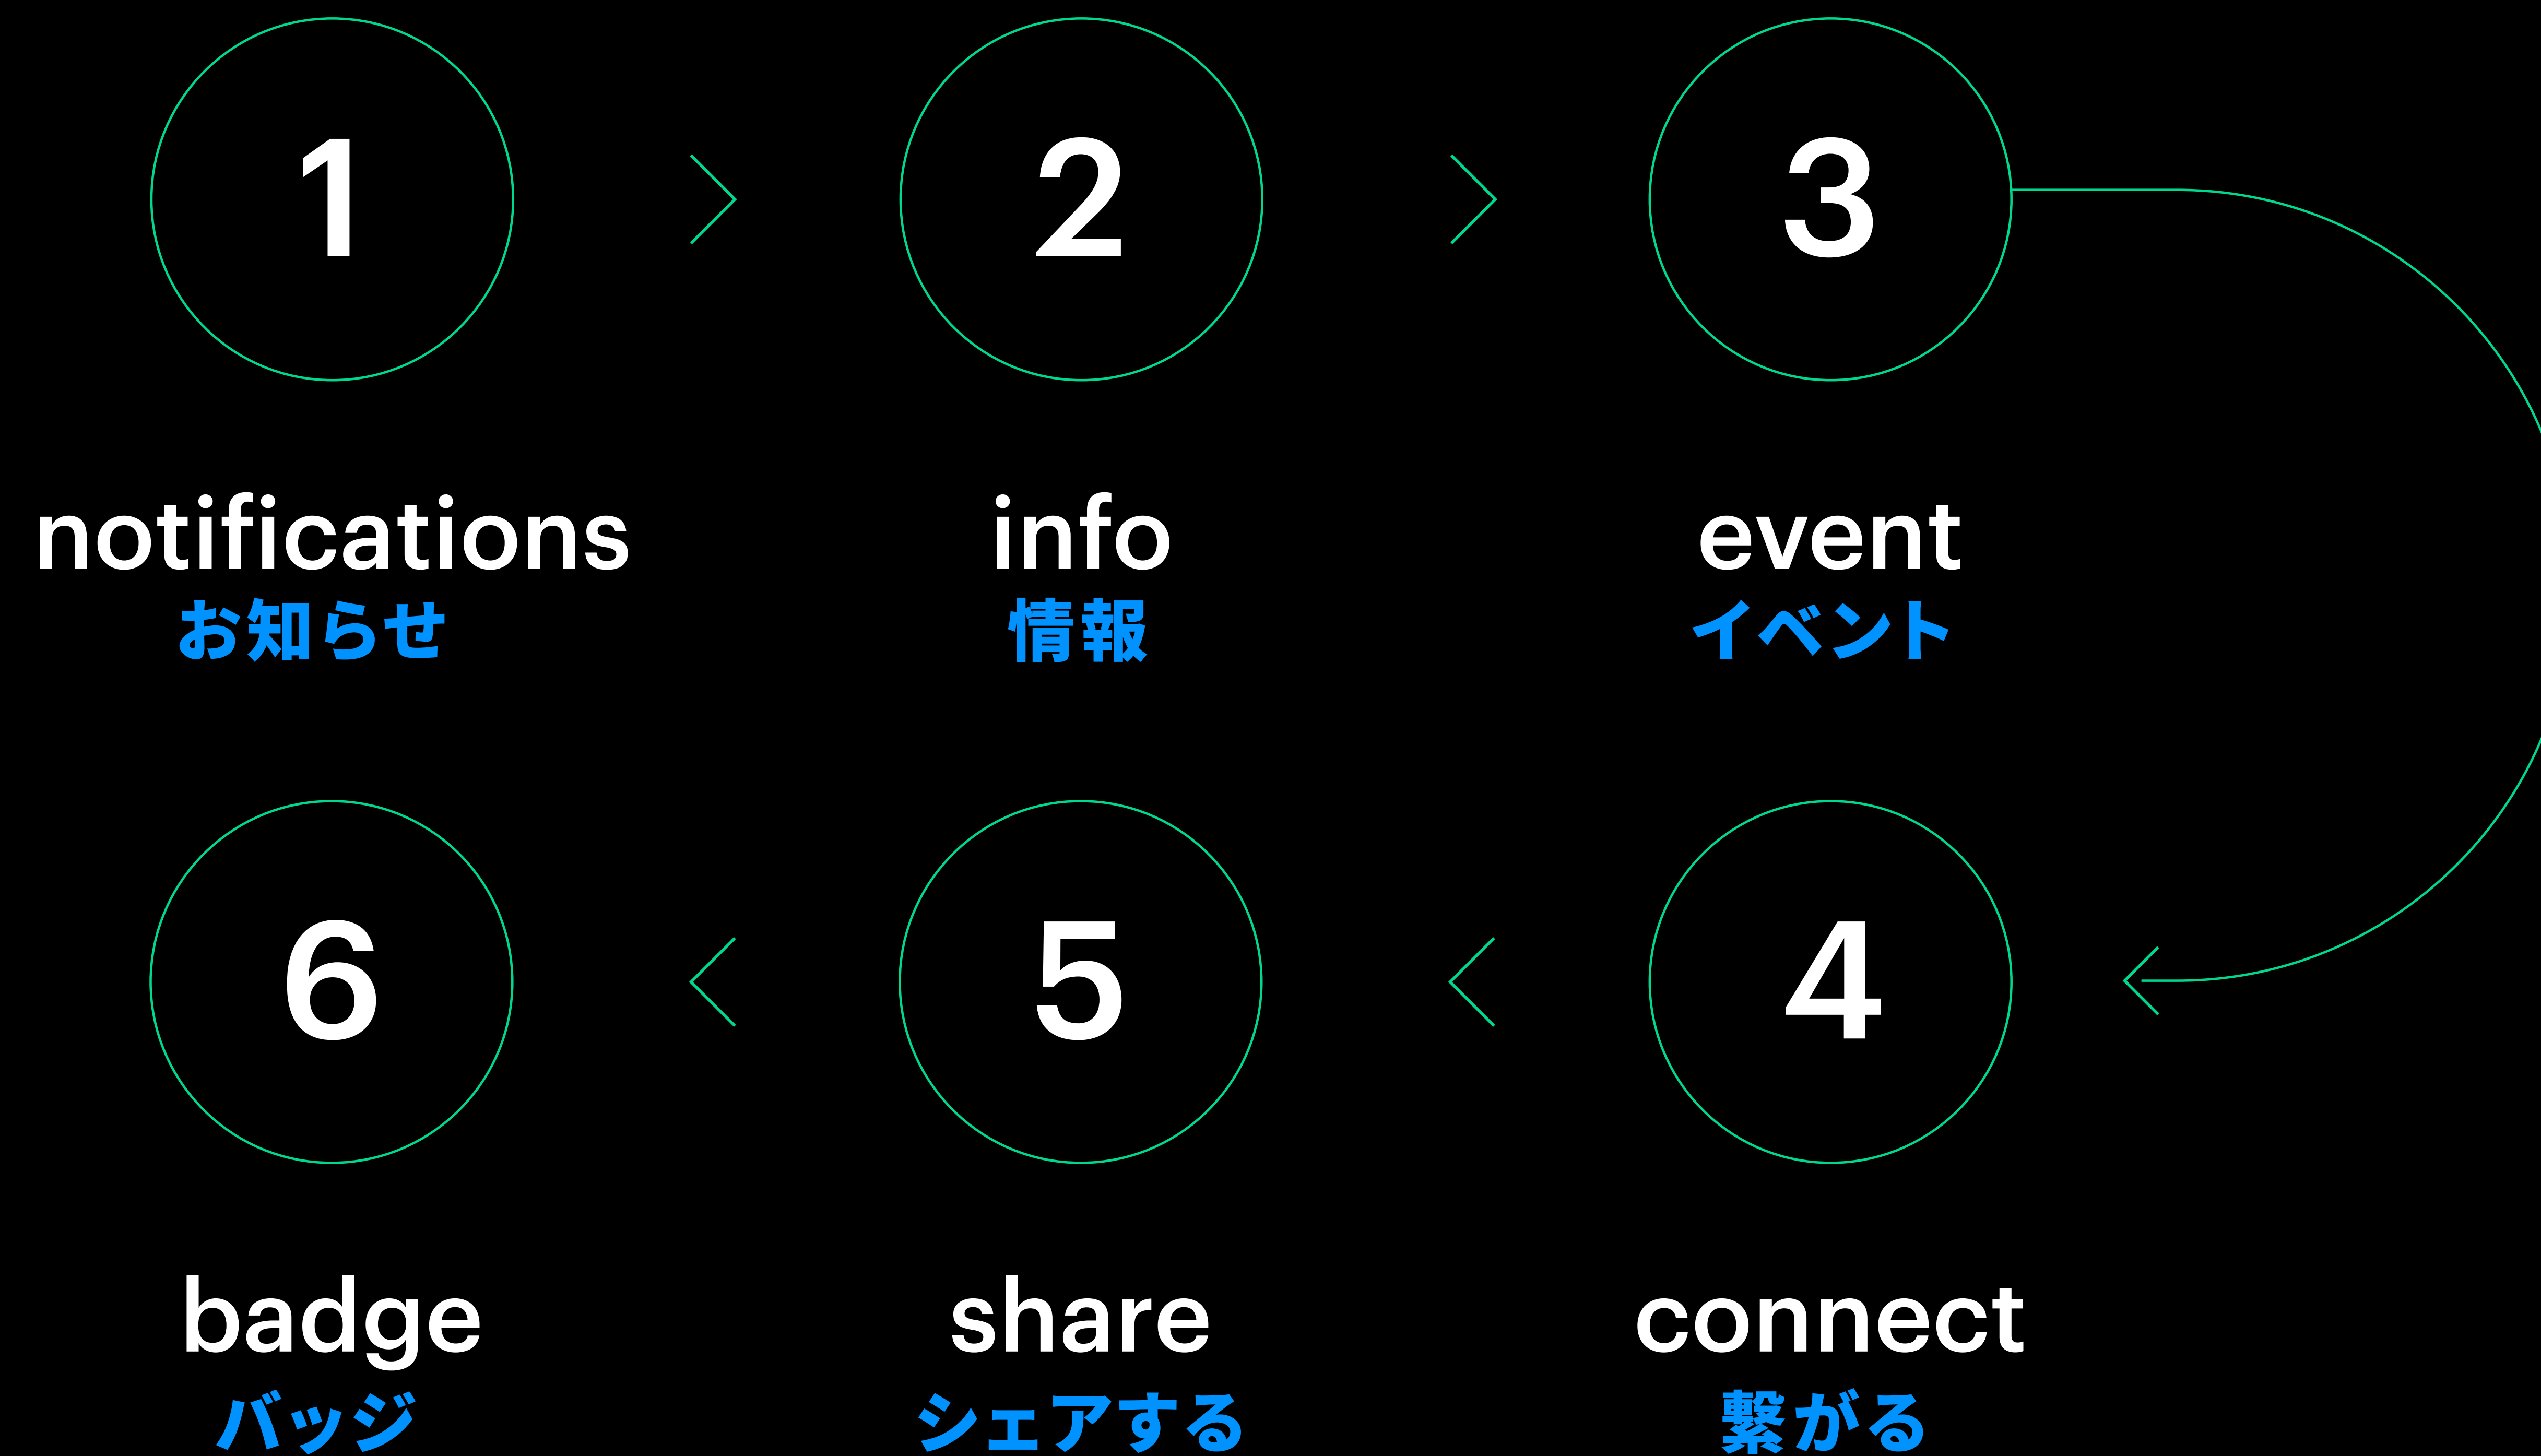 1
notifications
お知らせ
2
info
情報
3
event
イベント
4
connect
繋がる
5
share
シェアする
6
badge
バッジ